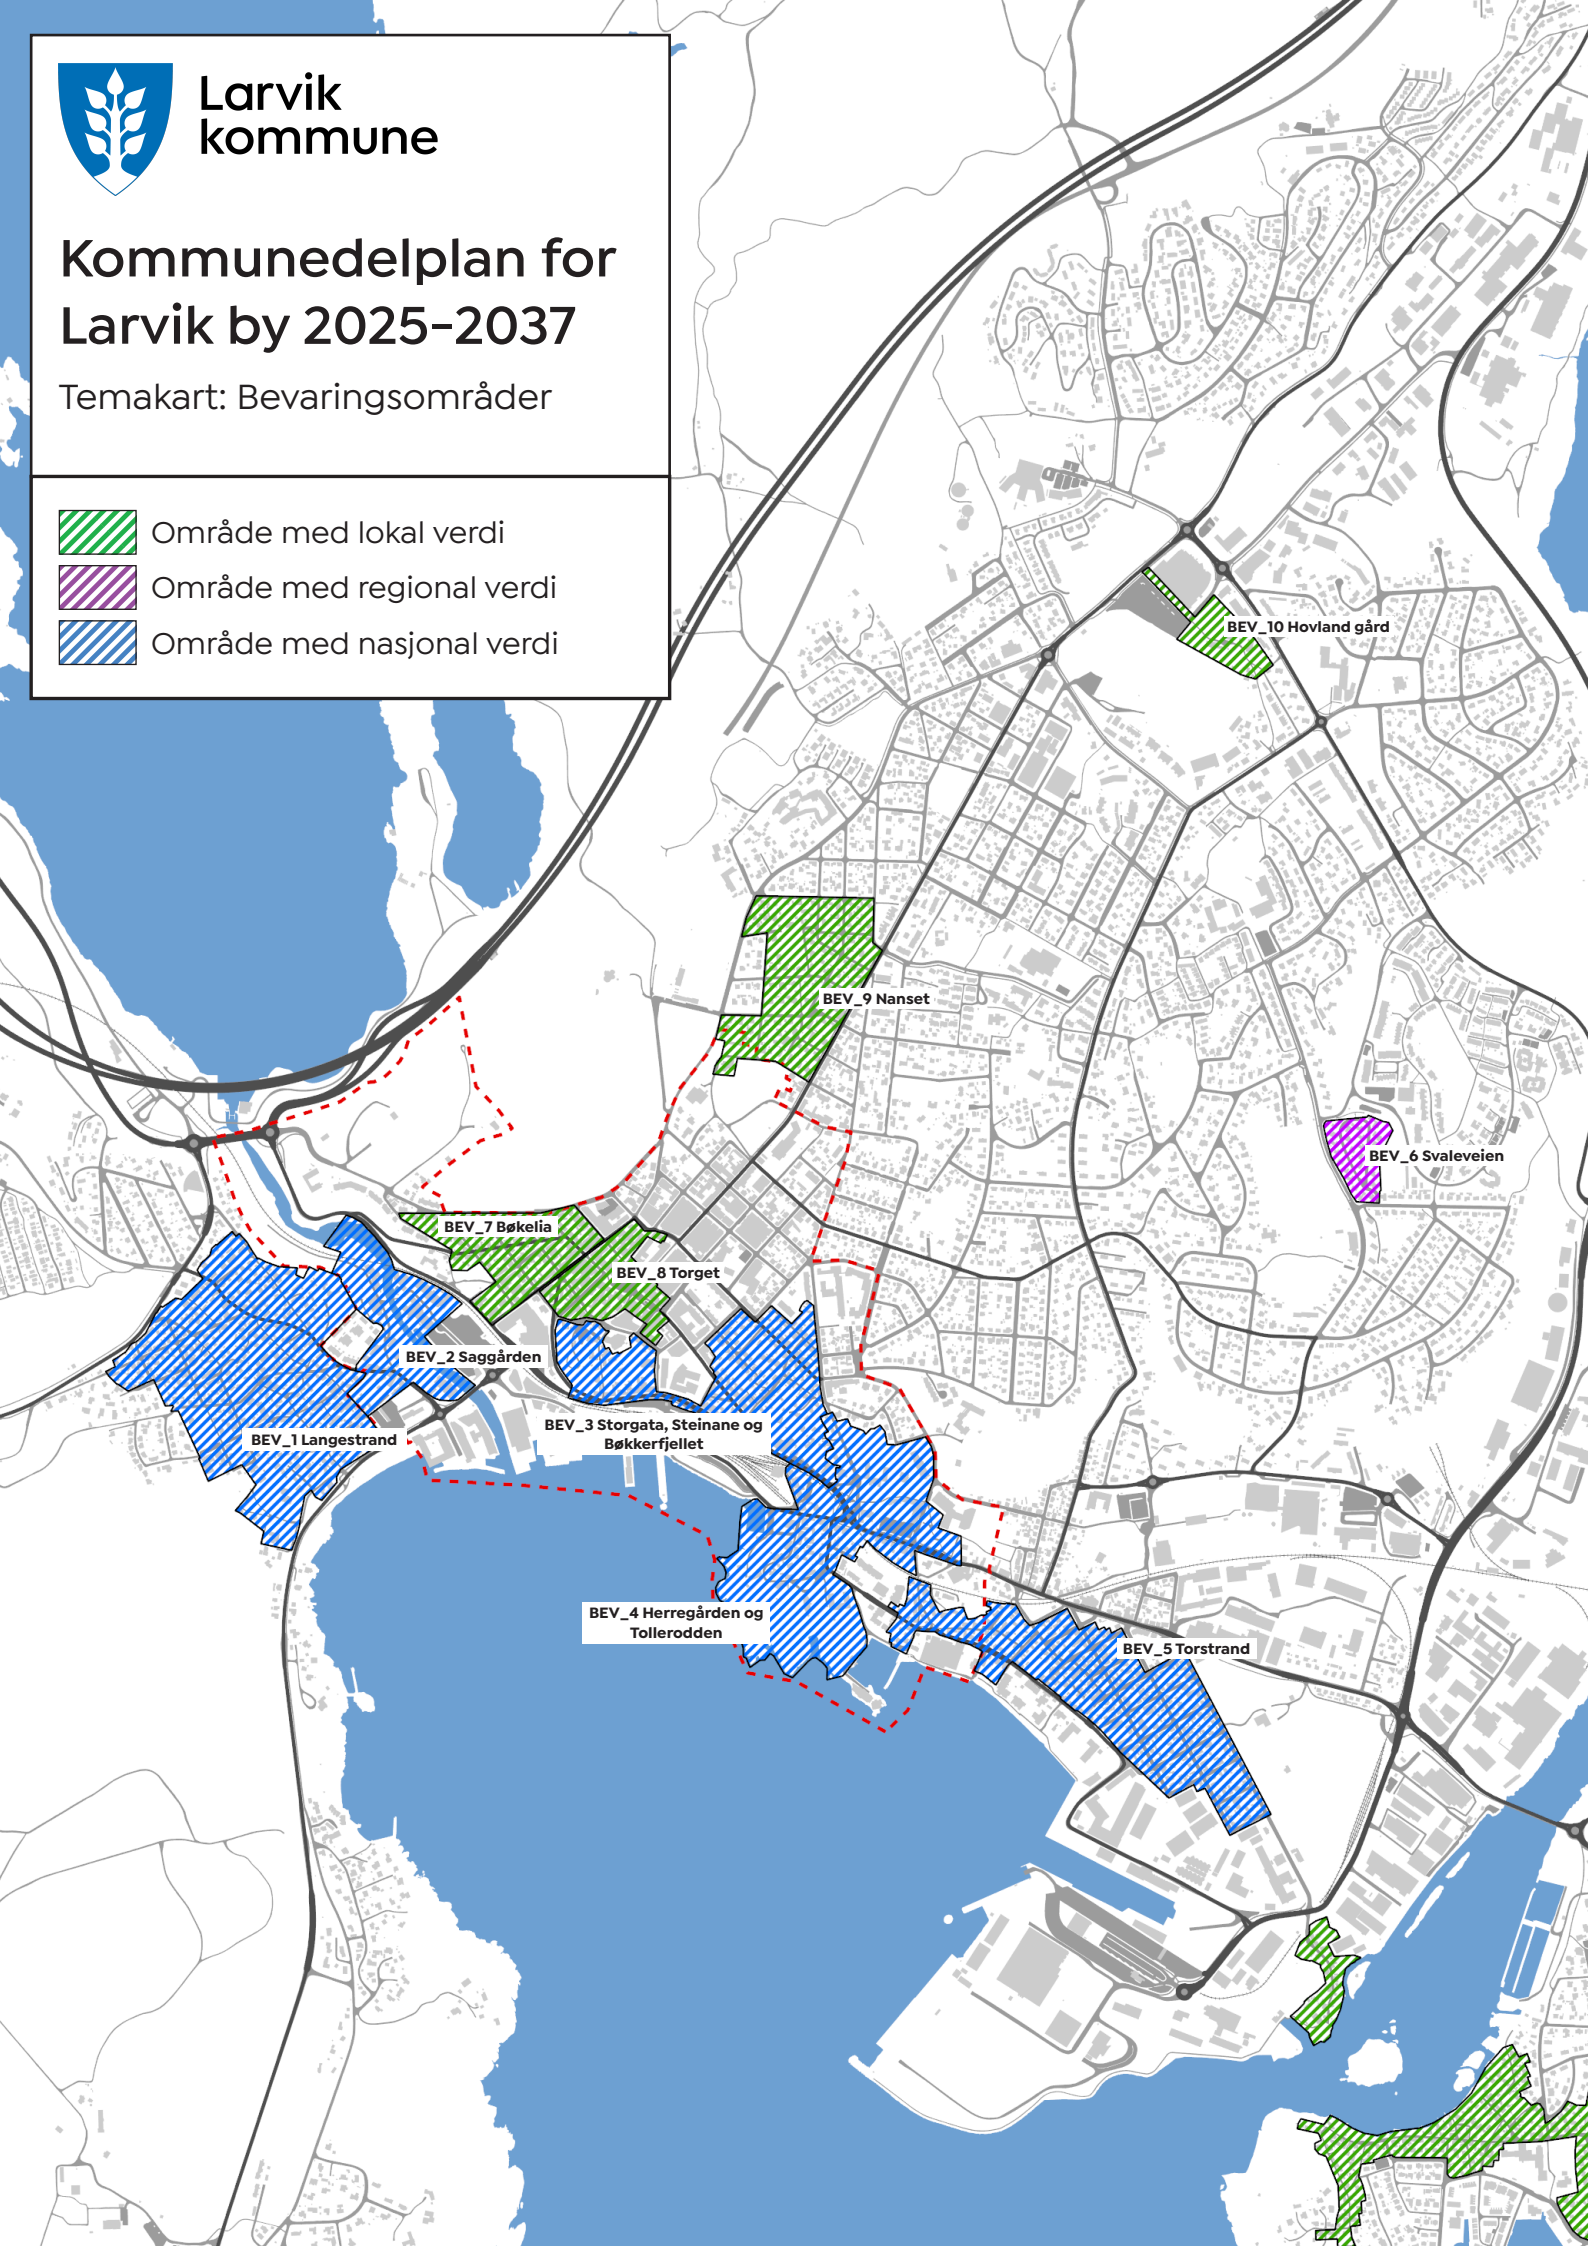 Larvik
kommune
Kommunedelplan for
Larvik by 2025-2037
Temakart: Bevaringsområder
Område med lokal verdi
Område med regional verdi
Område med nasjonal verdi
BEV_10 Hovland gård
BEV_9 Nanset
BEV_6 Svaleveien
BEV_7 Bøkelia
BEV_8 Torget
BEV_2 Saggården
BEV_3 Storgata, Steinane og
Bøkkerfjellet
BEV_1 Langestrand
BEV_4 Herregården og
Tollerodden
BEV_5 Torstrand